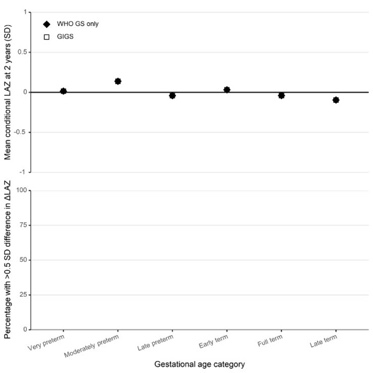 Mean conditional LAZ at 2 years (SD)
1
0.5
0
-0.5
-1
WHO GS only
GIGS
Percentage with >0.5 SD difference in ΔLAZ
100
75
50
25
0
Very preterm
Moderately preterm
Late preterm
Early term
Full term
Late term
Gestational age category